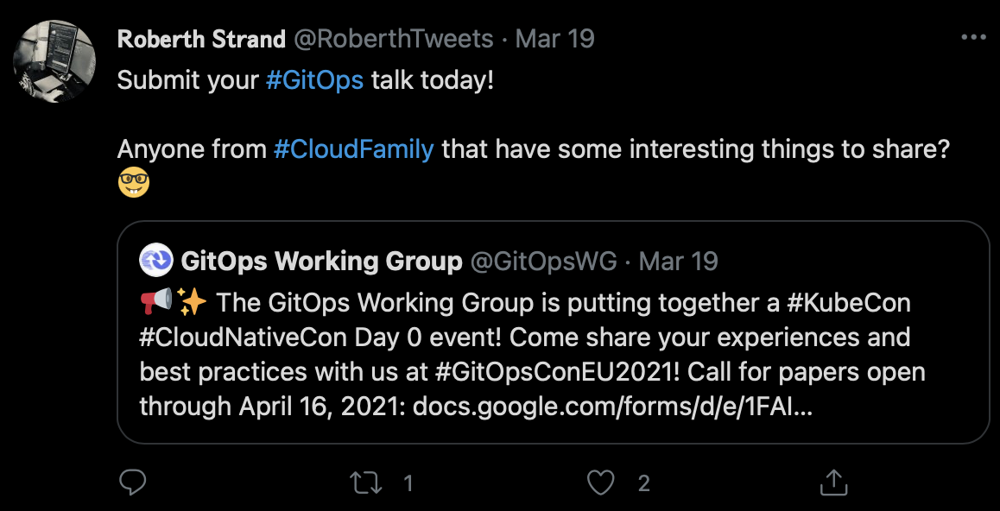 Roberth Strand @RoberthTweets · Mar 19
Submit your #GitOps talk today!
Anyone from #CloudFamily that have some interesting things to share?
🤓
GitOps Working Group @GitOpsWG · Mar 19
📢✨ The GitOps Working Group is putting together a #KubeCon
#CloudNativeCon Day 0 event! Come share your experiences and
best practices with us at #GitOpsConEU2021! Call for papers open
through April 16, 2021: docs.google.com/forms/d/e/1FAI...
1 2